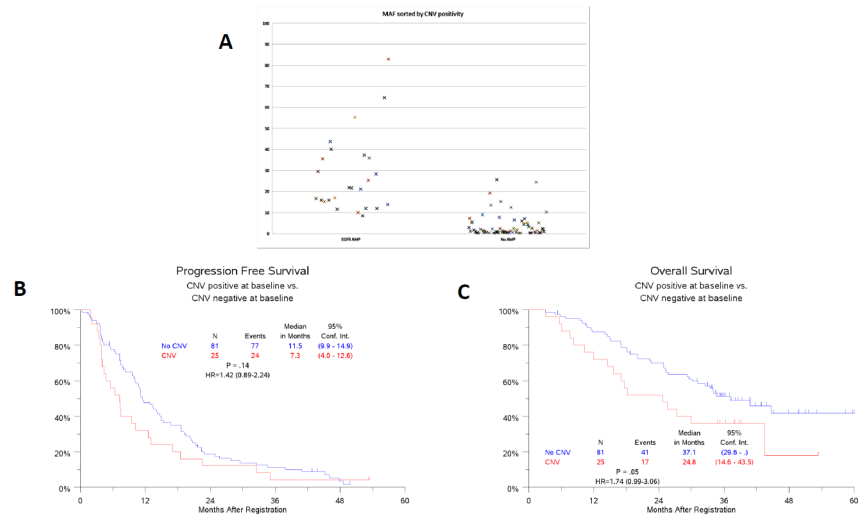 A
MAF sorted by CNV positivity
100
90
80
70
60
50
40
30
20
10
0
EGFR AMP
No AMP
B
Progression Free Survival
CNV positive at baseline vs.
CNV negative at baseline
100%
80%
60%
40%
20%
0%
N Events Median in Months 95% Conf. Int.
No CNV 81 77 11.5 (9.9 - 14.9)
CNV 25 24 7.3 (4.0 - 12.6)
P = .14
HR=1.42 (0.89-2.24)
0 12 24 36 48 60
Months After Registration
C
Overall Survival
CNV positive at baseline vs.
CNV negative at baseline
100%
80%
60%
40%
20%
0%
N Events Median in Months 95% Conf. Int.
No CNV 81 41 37.1 (29.6 - .)
CNV 25 17 24.8 (14.6 - 43.5)
P = .05
HR=1.74 (0.99-3.06)
0 12 24 36 48 60
Months After Registration